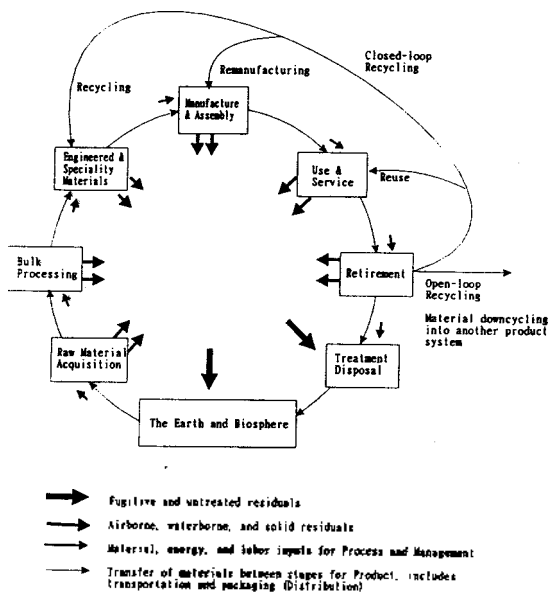 Closed-loop
Recycling
Remanufacturing
Recycling
Manufacture
& Assembly
Engineered &
Speciality
Materials
Use &
Service
Reuse
Bulk
Processing
Retirement
Open-loop
Recycling
Material downcycling
into another product
system
Raw Material
Acquisition
Treatment
Disposal
The Earth and Biosphere
Fugitive and untreated residuals
Airborne, waterborne, and solid residuals
Material, energy, and labor inputs for Process and Management
Transfer of materials between stages for Product, includes
transportation and packaging (Distribution)